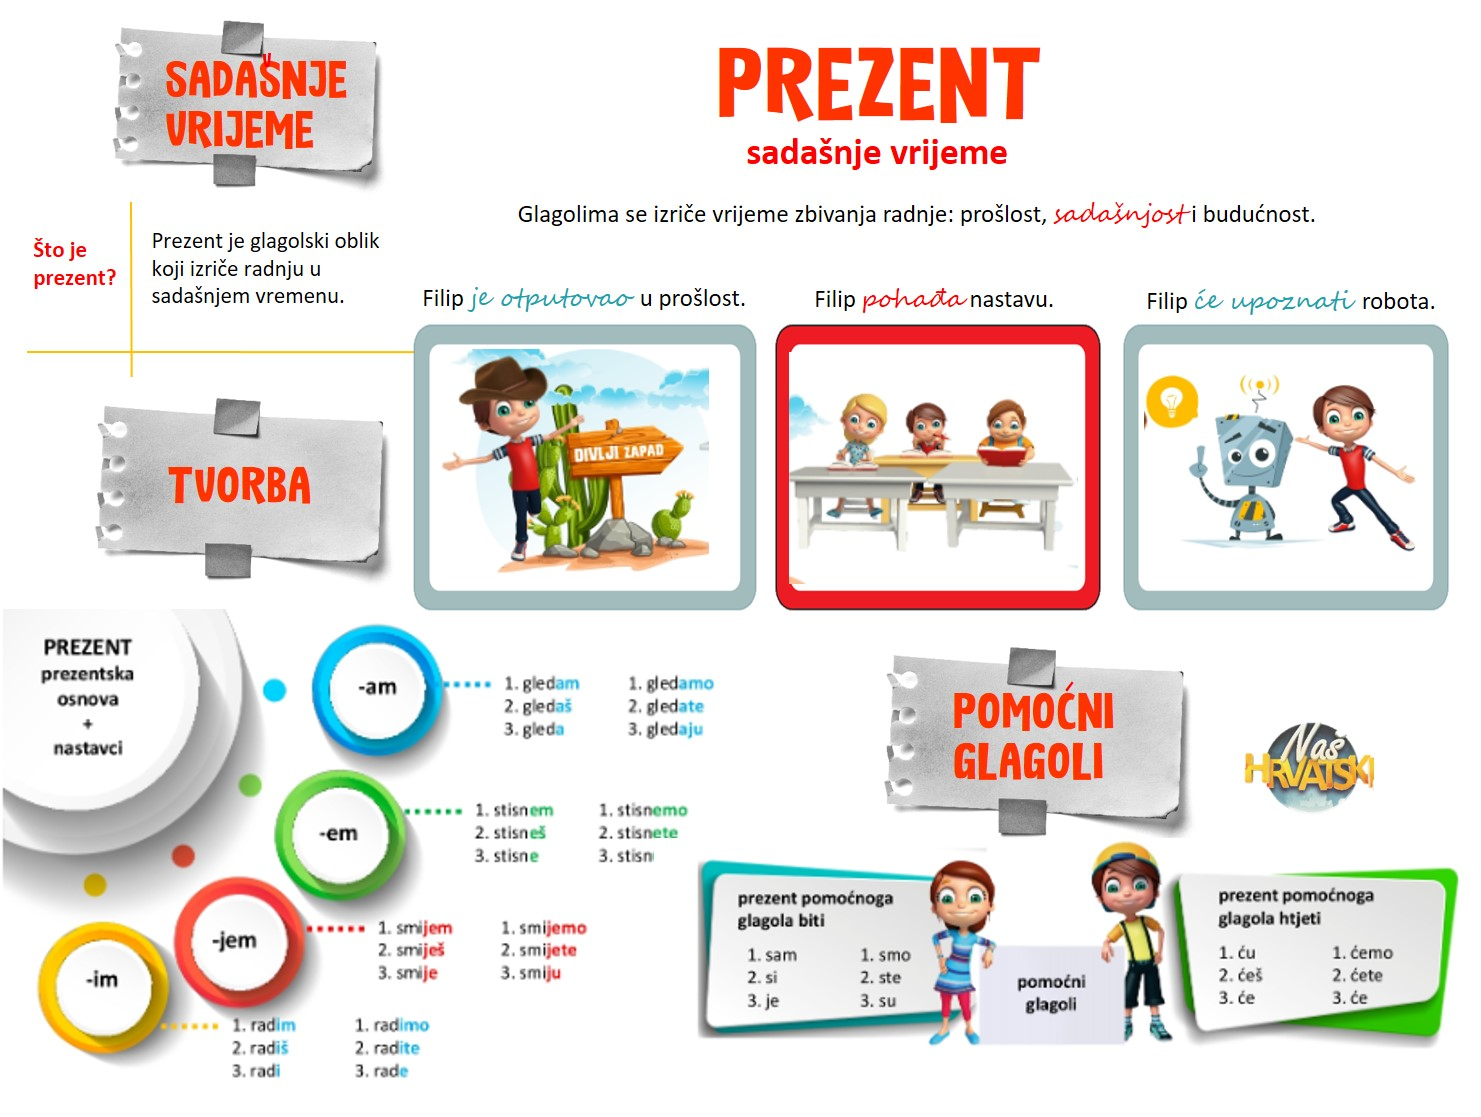 SADAŠNJE
VRIJEME
PREZENT
sadašnje vrijeme
Glagolima se izriče vrijeme zbivanja radnje: prošlost, sadašnjost i budućnost.
Što je
prezent?
Prezent je glagolski oblik
koji izriče radnju u
sadašnjem vremenu.
Filip je otputovao u prošlost.
Filip pohađa nastavu.
Filip će upoznati robota.
DIVLJI ZAPAD
TVORBA
PREZENT
prezentska
osnova
+
nastavci
-am
1. gledam 1. gledamo
2. gledaš 2. gledate
3. gleda 3. gledaju
-em
1. stisnem 1. stisnemo
2. stisneš 2. stisnete
3. stisne 3. stisn
-jem
1. smijem 1. smijemo
2. smiješ 2. smijete
3. smije 3. smiju
-im
1. radim 1. radimo
2. radiš 2. radite
3. radi 3. rade
POMOĆNI
GLAGOLI
Naš
HRVATSKI
prezent pomoćnoga
glagola biti
1. sam 1. smo
2. si 2. ste
3. je 3. su
pomoćni
glagoli
prezent pomoćnoga
glagola htjeti
1. ću 1. ćemo
2. ćeš 2. ćete
3. će 3. će